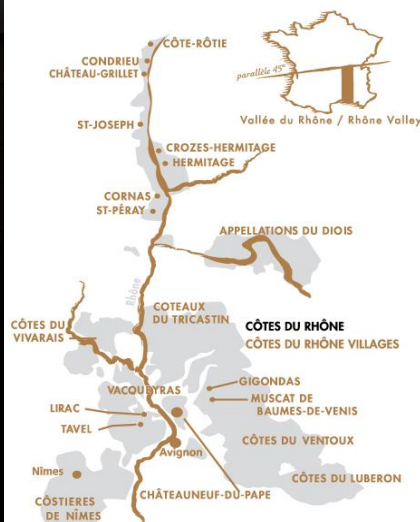 CÔTE-RÔTIE
CONDRIEU
CHÂTEAU-GRILLET
parallèle 45°
Vallée du Rhône / Rhône Valley
ST-JOSEPH
CROZES-HERMITAGE
HERMITAGE
CORNAS
ST-PÉRAY
APPELLATIONS DU DIOIS
Rhône
COTEAUX
DU TRICASTIN
CÔTES DU
VIVARAIS
CÔTES DU RHÔNE
CÔTES DU RHÔNE VILLAGES
VACQUEYRAS
GIGONDAS
MUSCAT DE
BEAUMES-DE-VENIS
LIRAC
TAVEL
CÔTES DU VENTOUX
Avignon
Nîmes
CHÂTEAUNEUF-DU-PAPE
CÔTES DU LUBERON
CÔSTIERES
DE NÎMES